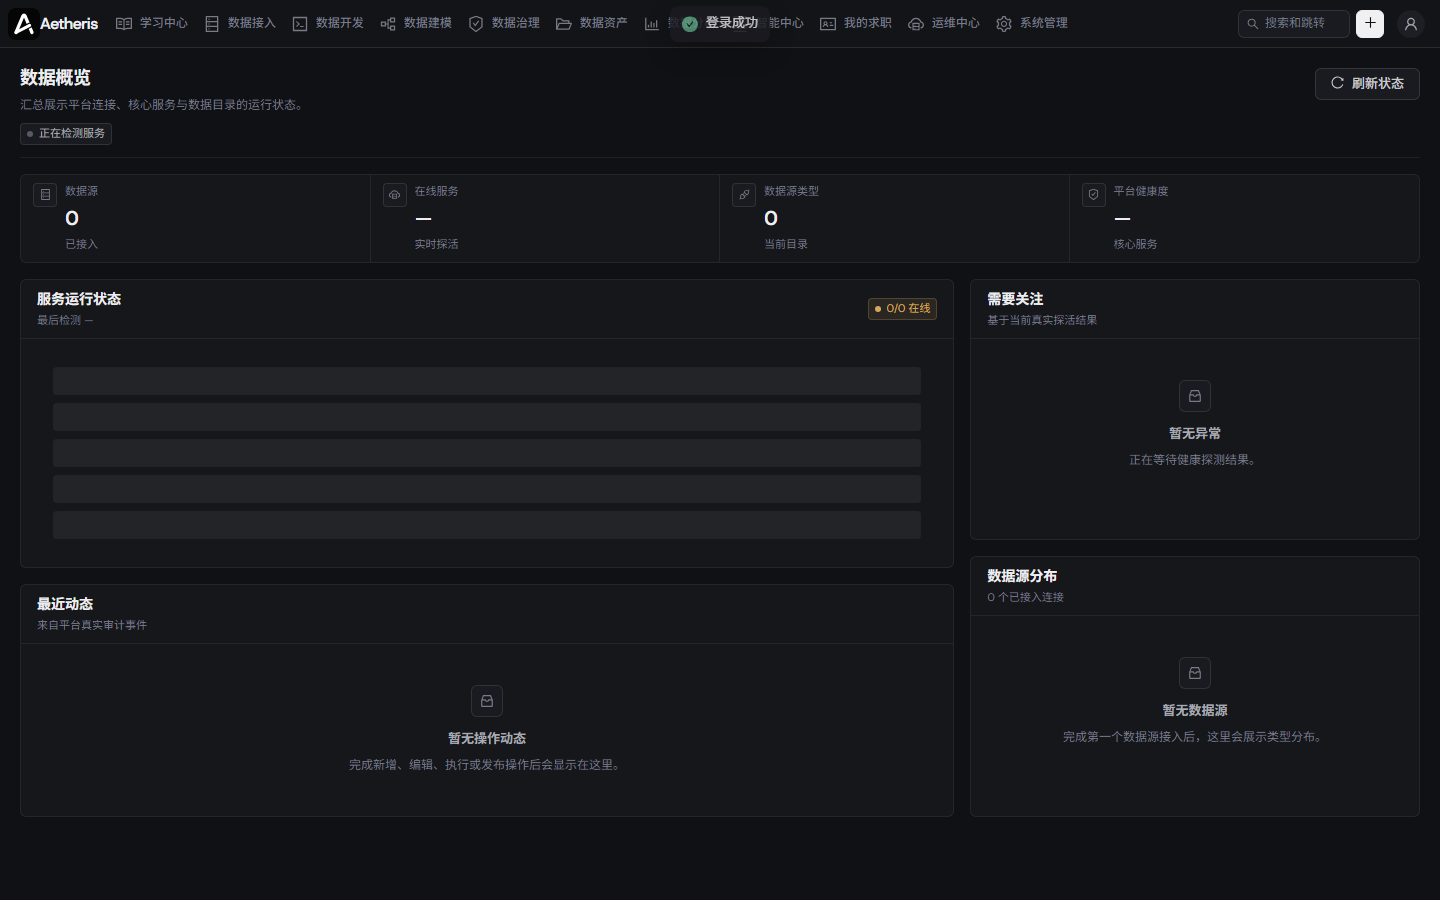 Aetheris 学习中心 数据接入 数据开发 数据建模 数据治理 数据资产 登录成功 能中心 我的求职 运维中心 系统管理 搜索和跳转
数据概览
刷新状态
汇总展示平台连接、核心服务与数据目录的运行状态。
正在检测服务
数据源
0
已接入
在线服务
—
实时探活
数据源类型
0
当前目录
平台健康度
—
核心服务
服务运行状态
最后检测 —
0/0 在线
需要关注
基于当前真实探活结果
暂无异常
正在等待健康探测结果。
最近动态
来自平台真实审计事件
暂无操作动态
完成新增、编辑、执行或发布操作后会显示在这里。
数据源分布
0 个已接入连接
暂无数据源
完成第一个数据源接入后，这里会展示类型分布。